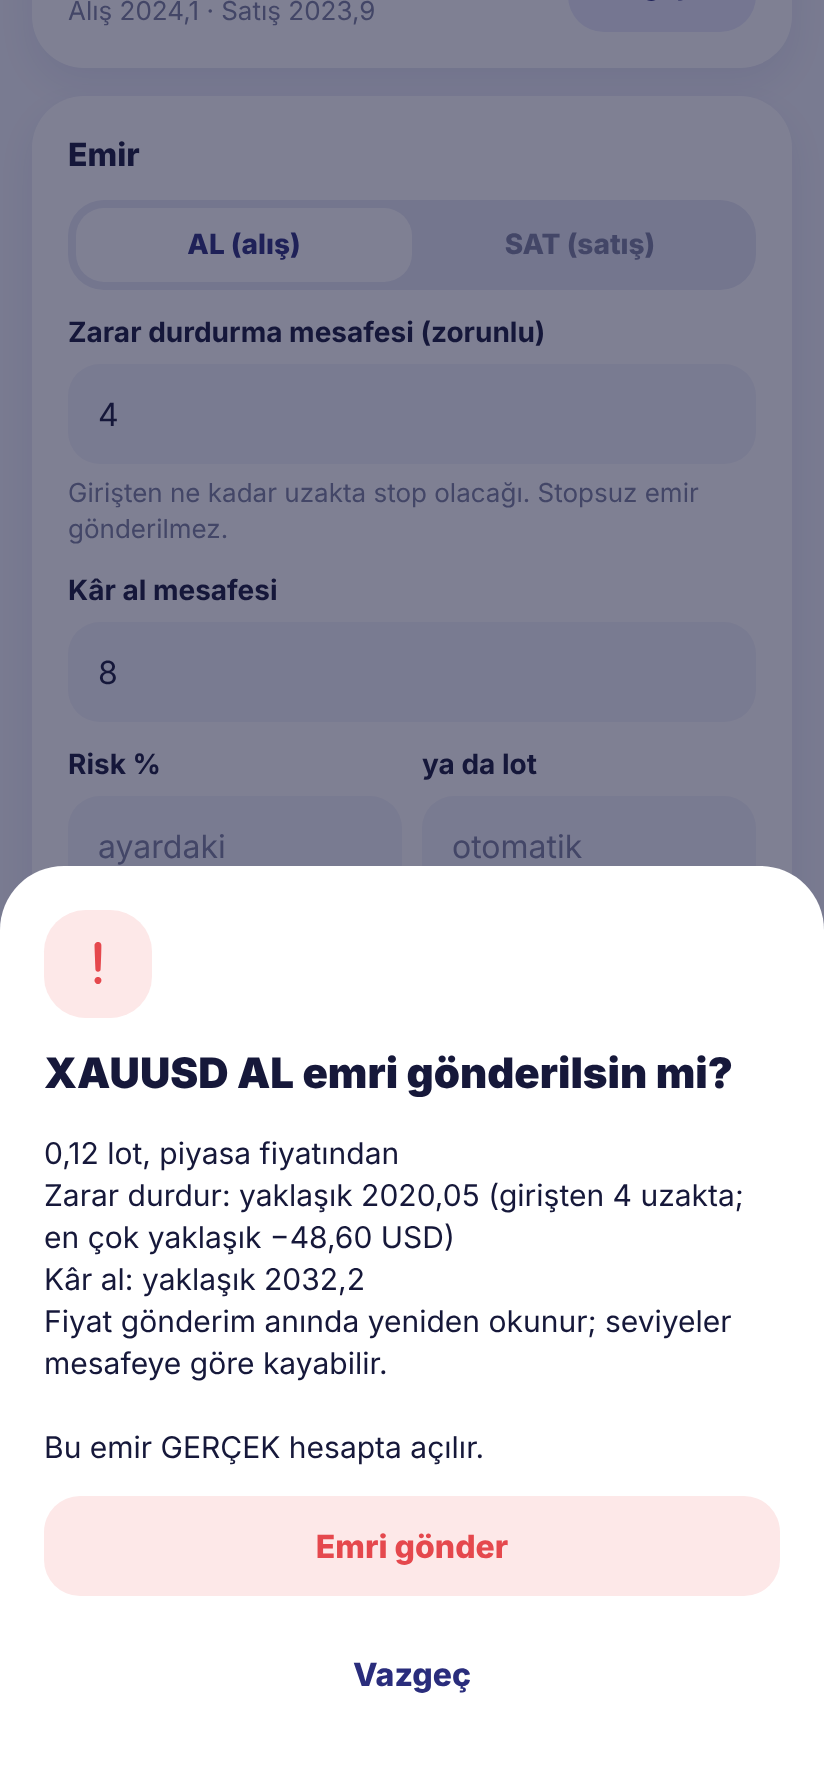 Alış 2024,1 · Satış 2023,9
Emir
AL (alış)
SAT (satış)
Zarar durdurma mesafesi (zorunlu)
4
Girişten ne kadar uzakta stop olacağı. Stopsuz emir
gönderilmez.
Kâr al mesafesi
8
Risk %
ya da lot
ayardaki
otomatik
!
XAUUSD AL emri gönderilsin mi?
0,12 lot, piyasa fiyatından
Zarar durdur: yaklaşık 2020,05 (girişten 4 uzakta;
en çok yaklaşık −48,60 USD)
Kâr al: yaklaşık 2032,2
Fiyat gönderim anında yeniden okunur; seviyeler
mesafeye göre kayabilir.
Bu emir GERÇEK hesapta açılır.
Emri gönder
Vazgeç